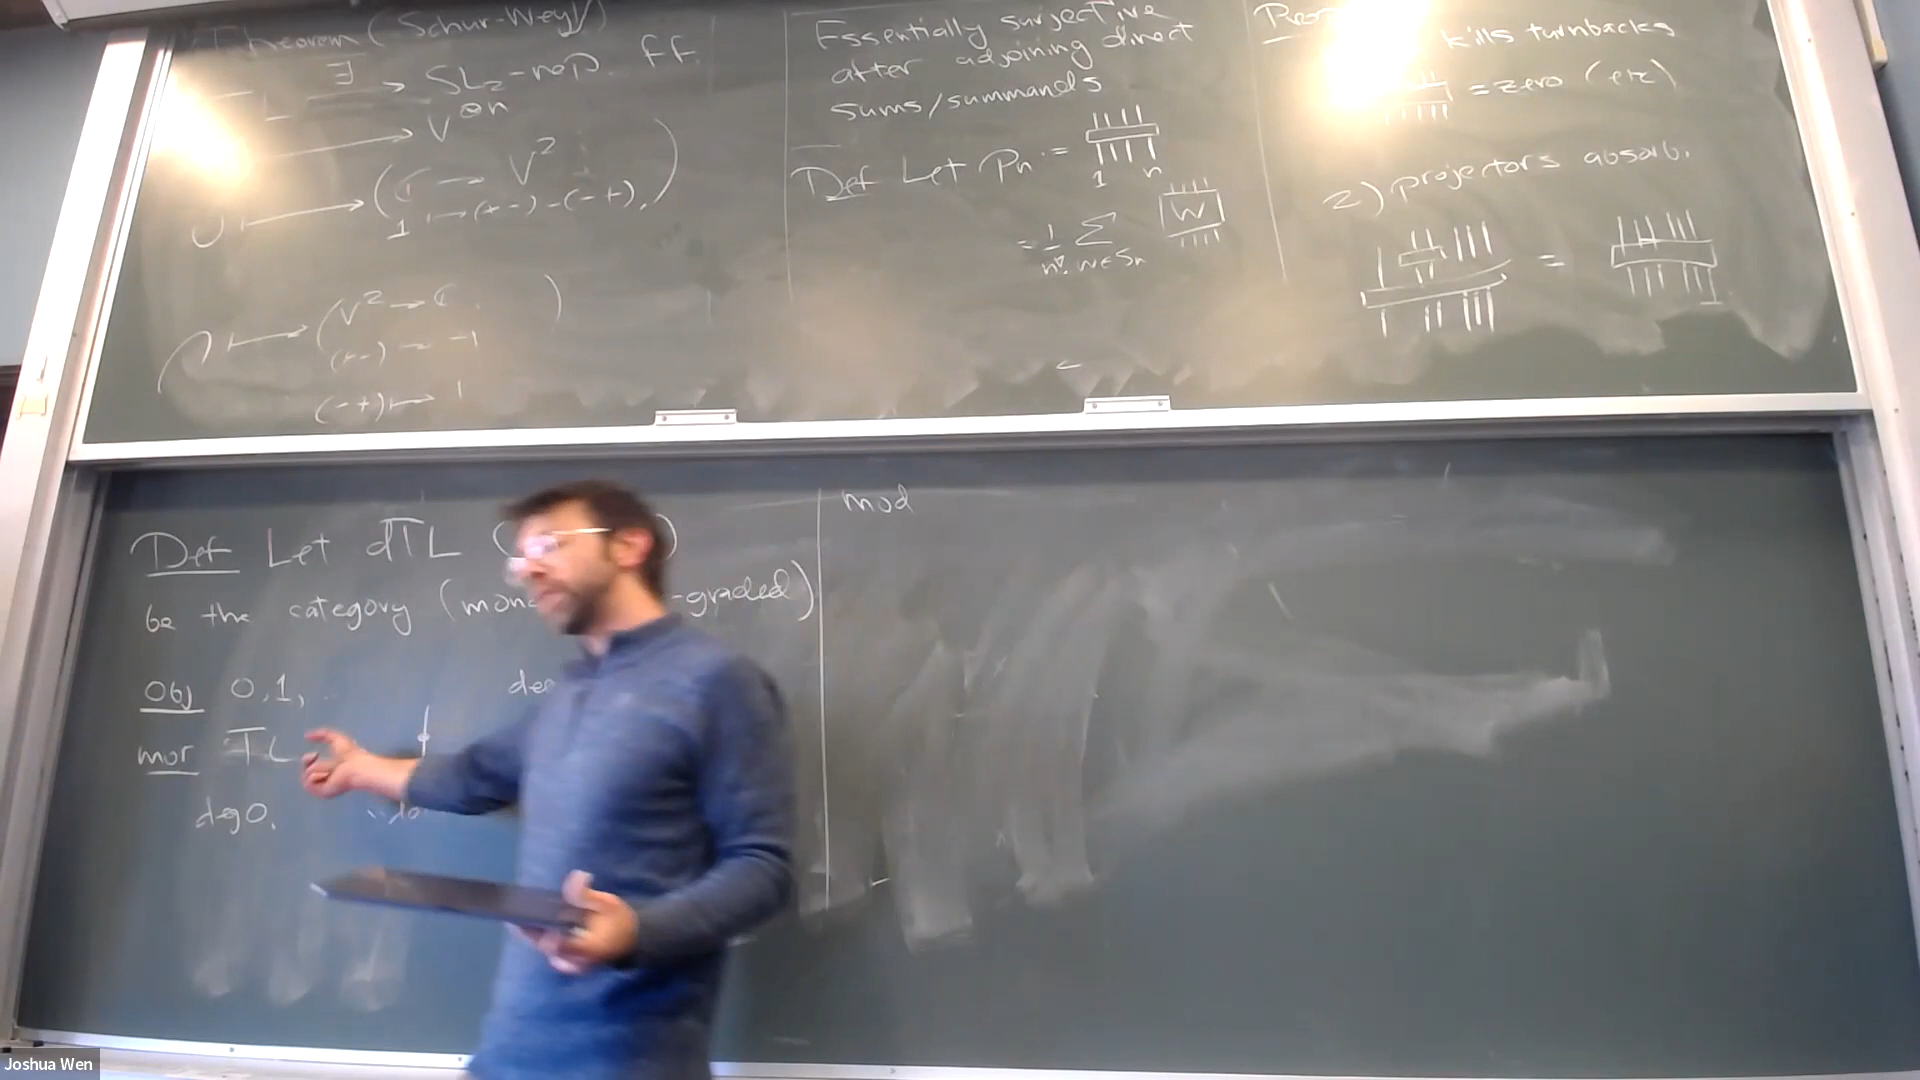 Theorem (Schur-Weyl)
∃ → SL₂-rep. ff.
→ V^{⊗n}
∪ ↦ (C → V²
1 ↦ (+-) - (-+).)
∩ ↦ (V² → C.)
(+-) → -1
(-+) ↦ 1
Essentially surjective
after adjoining direct
sums/summands
Def Let Pn :=
1 n
= 1/n! Σ_{w∈Sn} w
kills turnbacks
= zero (etc)
2) projectors absorb.
=
Def Let dTL
be the category -graded)
Obj 0,1,
mor TL
deg 0.
mod
Joshua Wen